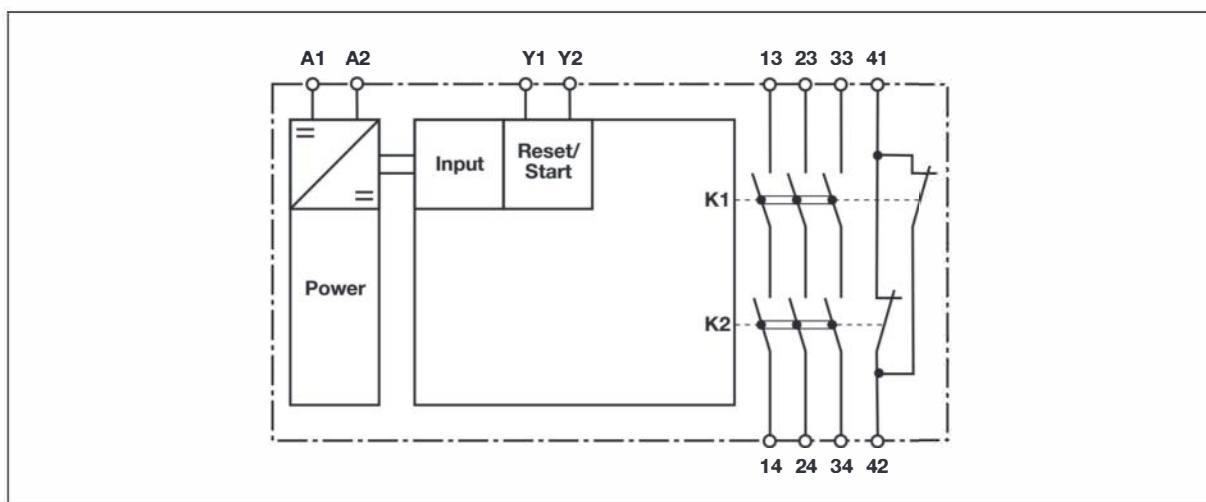 A1 A2 Y1 Y2 13 23 33 41
Input
Reset/
Start
K1
Power
K2
14 24 34 42